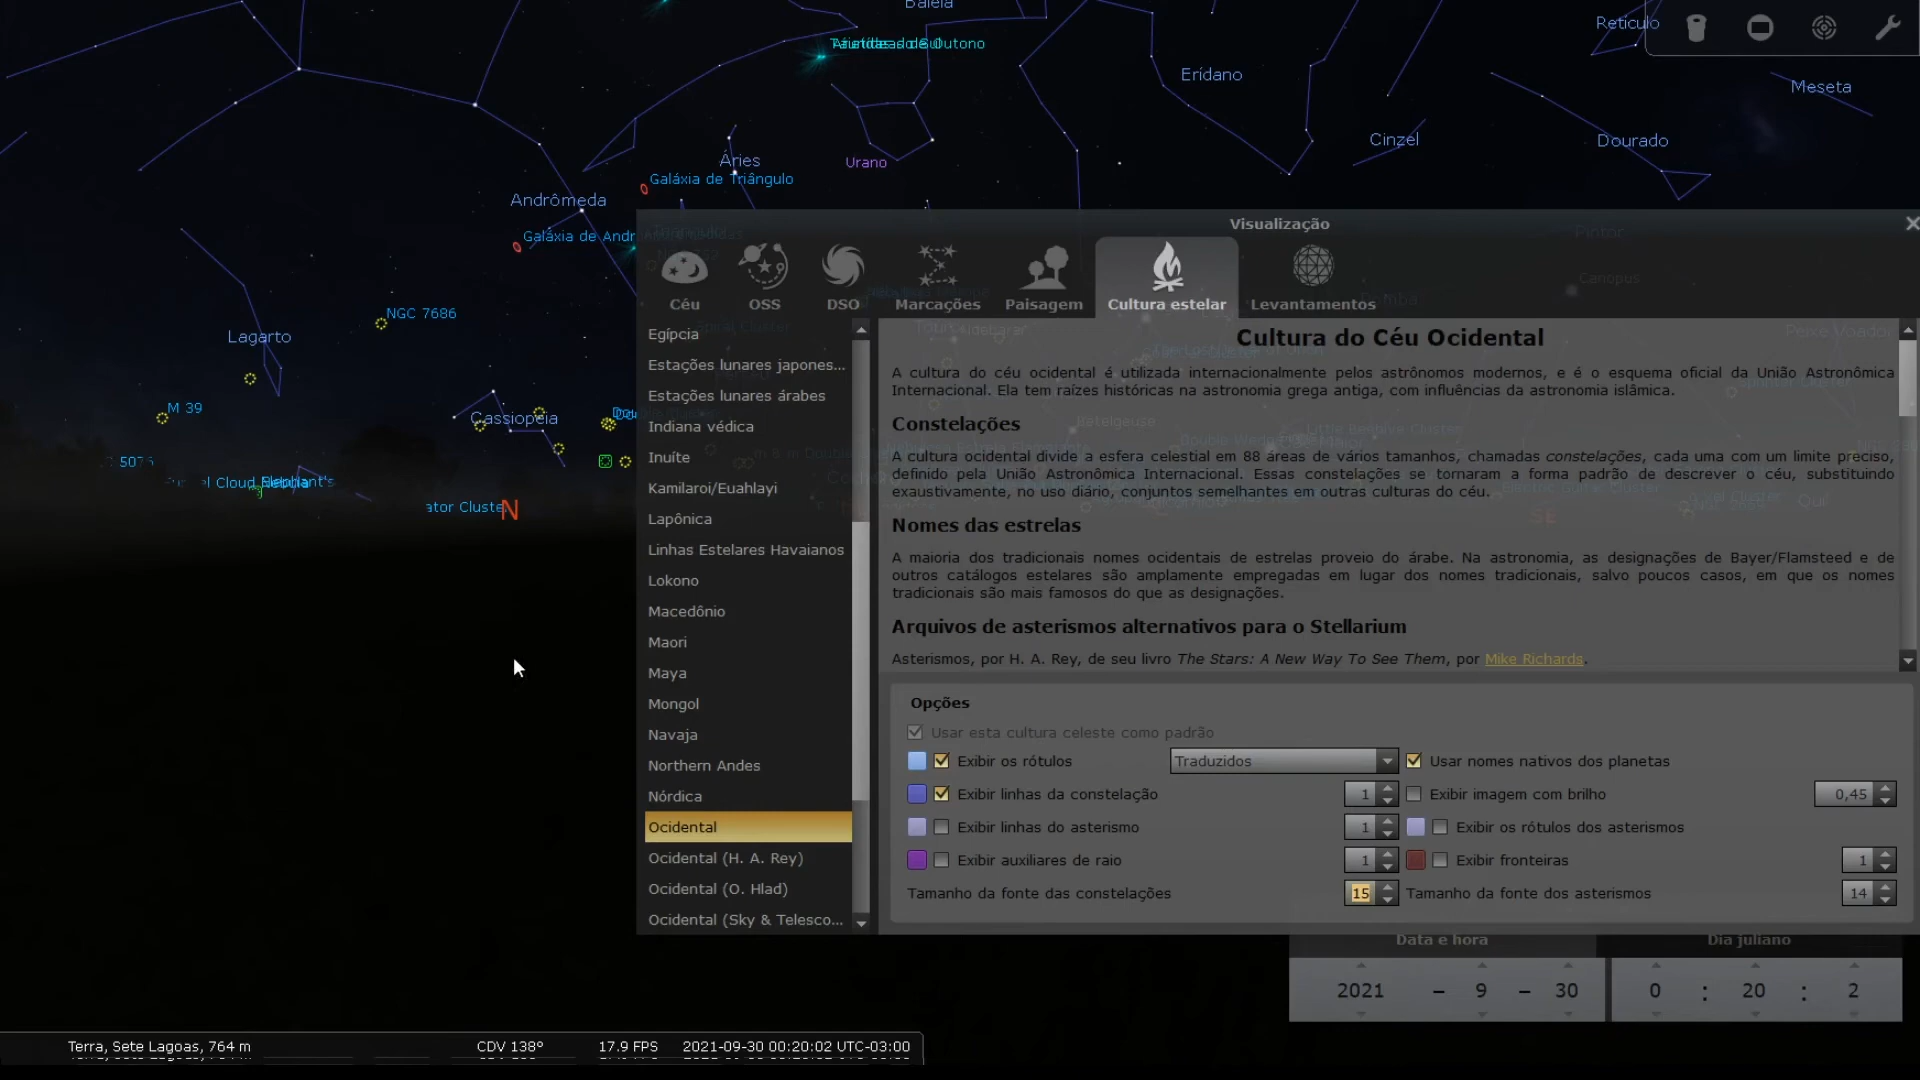 Baleia
Retículo
Erídano
Meseta
Cinzel
Dourado
Áries
Urano
Galáxia de Triângulo
Andrômeda
Galáxia de Andr
Visualização
Céu
OSS
DSO
Marcações
Paisagem
Cultura estelar
Levantamentos
NGC 7686
Lagarto
M 39
Cassiopeia
ator Cluster
N
SE
Canopus
Betelgeuse
Egípcia
Estações lunares japones...
Estações lunares árabes
Indiana védica
Inuíte
Kamilaroi/Euahlayi
Lapônica
Linhas Estelares Havaianos
Lokono
Macedônio
Maori
Maya
Mongol
Navaja
Northern Andes
Nórdica
Ocidental
Ocidental (H. A. Rey)
Ocidental (O. Hlad)
Ocidental (Sky & Telesco...
Cultura do Céu Ocidental
A cultura do céu ocidental é utilizada internacionalmente pelos astrônomos modernos, e é o esquema oficial da União Astronômica
Internacional. Ela tem raízes históricas na astronomia grega antiga, com influências da astronomia islâmica.
Constelações
A cultura ocidental divide a esfera celestial em 88 áreas de vários tamanhos, chamadas constelações, cada uma com um limite preciso,
definido pela União Astronômica Internacional. Essas constelações se tornaram a forma padrão de descrever o céu, substituindo
exaustivamente, no uso diário, conjuntos semelhantes em outras culturas do céu.
Nomes das estrelas
A maioria dos tradicionais nomes ocidentais de estrelas proveio do árabe. Na astronomia, as designações de Bayer/Flamsteed e de
outros catálogos estelares são amplamente empregadas em lugar dos nomes tradicionais, salvo poucos casos, em que os nomes
tradicionais são mais famosos do que as designações.
Arquivos de asterismos alternativos para o Stellarium
Asterismos, por H. A. Rey, de seu livro The Stars: A New Way To See Them, por Mike Richards.
Opções
Usar esta cultura celeste como padrão
Exibir os rótulos
Traduzidos
Usar nomes nativos dos planetas
Exibir linhas da constelação
1
Exibir imagem com brilho
0,45
Exibir linhas do asterismo
1
Exibir os rótulos dos asterismos
Exibir auxiliares de raio
1
Exibir fronteiras
1
Tamanho da fonte das constelações
15
Tamanho da fonte dos asterismos
14
Data e hora
Dia juliano
2021 – 9 – 30
0 : 20 : 2
Terra, Sete Lagoas, 764 m
CDV 138°
17.9 FPS
2021-09-30 00:20:02 UTC-03:00